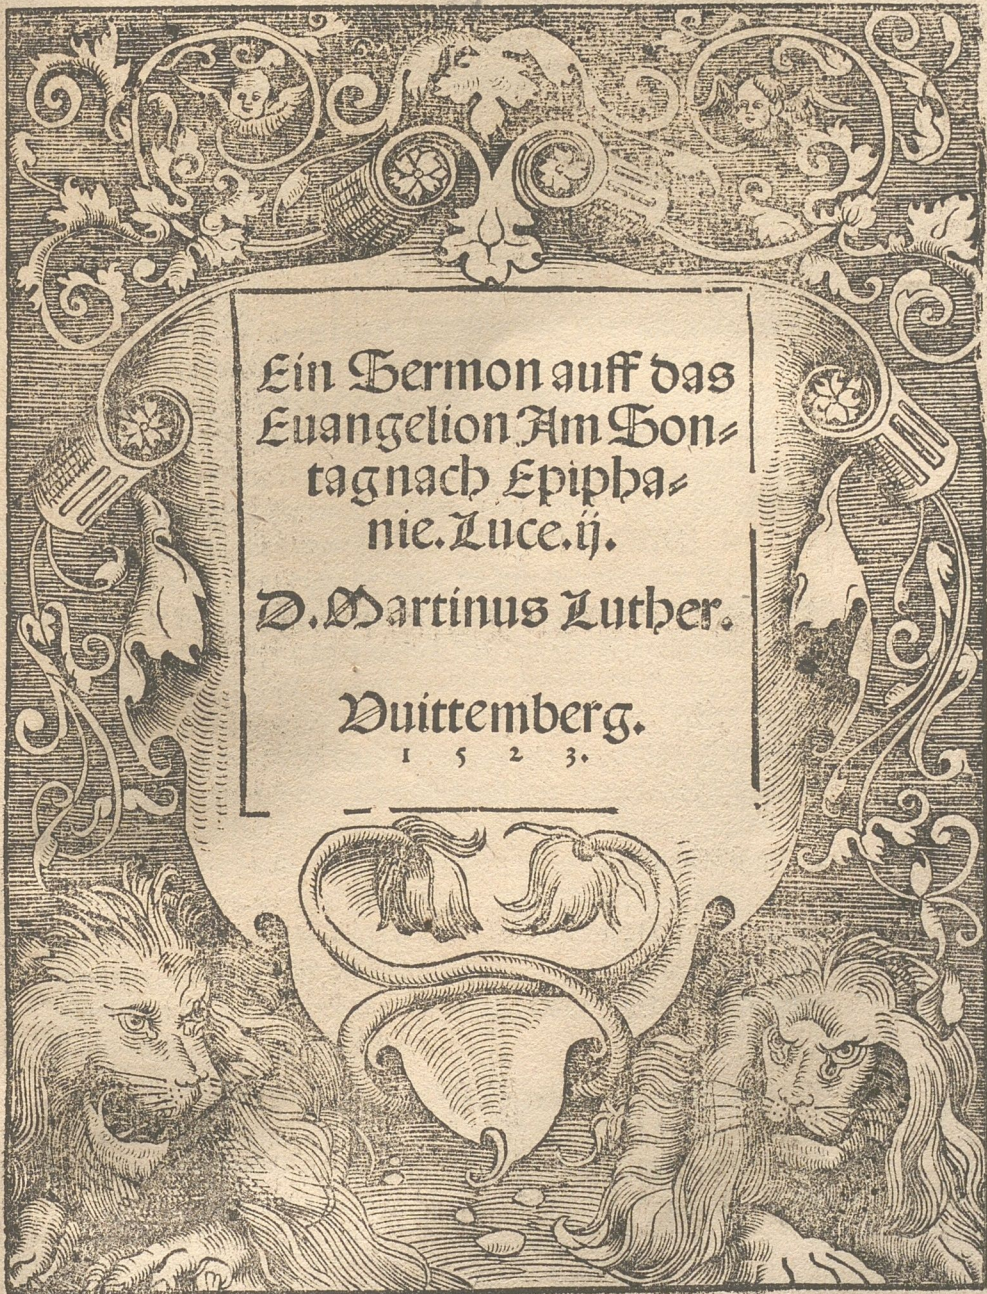 Ein Sermon auff das
Euangelion Am Son⸗
tag nach Epipha⸗
nie. Luce. ij.
D. Martinus Luther.
Vuittemberg.
1 5 2 3.